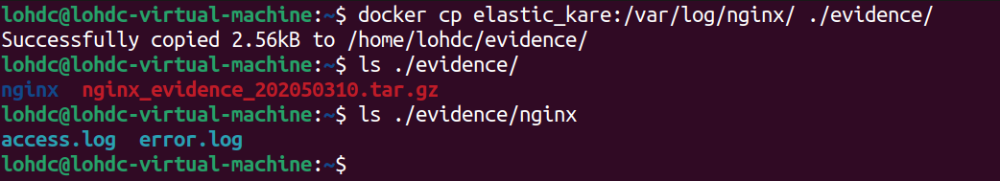 lohdc@lohdc-virtual-machine:~$ docker cp elastic_kare:/var/log/nginx/ ./evidence/
Successfully copied 2.56kB to /home/lohdc/evidence/
lohdc@lohdc-virtual-machine:~$ ls ./evidence/
nginx  nginx_evidence_202050310.tar.gz
lohdc@lohdc-virtual-machine:~$ ls ./evidence/nginx
access.log  error.log
lohdc@lohdc-virtual-machine:~$